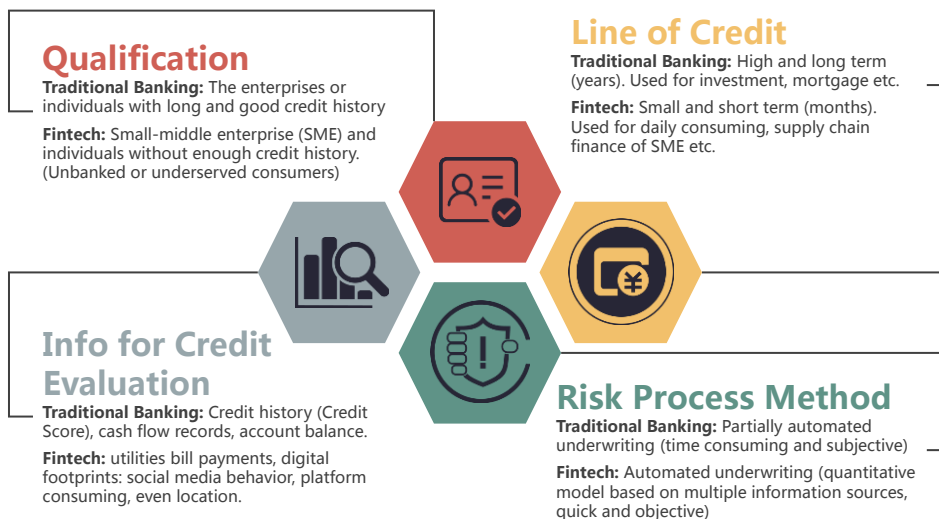 Qualification
Traditional Banking: The enterprises or
individuals with long and good credit history
Fintech: Small-middle enterprise (SME) and
individuals without enough credit history.
(Unbanked or underserved consumers)
Line of Credit
Traditional Banking: High and long term
(years). Used for investment, mortgage etc.
Fintech: Small and short term (months).
Used for daily consuming, supply chain
finance of SME etc.
¥
!
Info for Credit
Evaluation
Traditional Banking: Credit history (Credit
Score), cash flow records, account balance.
Fintech: utilities bill payments, digital
footprints: social media behavior, platform
consuming, even location.
Risk Process Method
Traditional Banking: Partially automated
underwriting (time consuming and subjective)
Fintech: Automated underwriting (quantitative
model based on multiple information sources,
quick and objective)